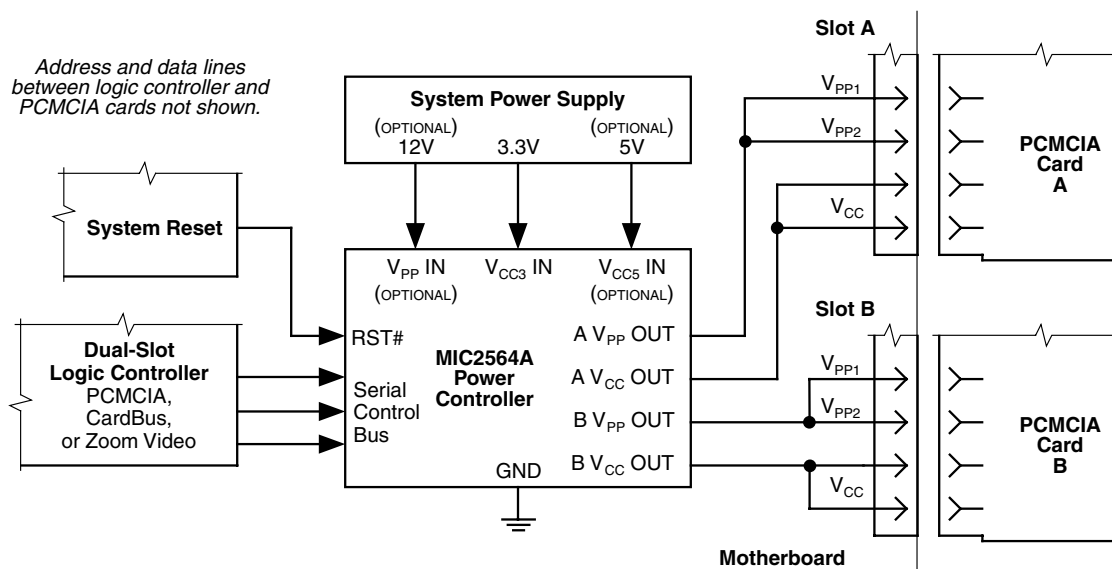 Address and data lines
between logic controller and
PCMCIA cards not shown.
System Power Supply
(OPTIONAL) (OPTIONAL)
12V 3.3V 5V
System Reset
Dual-Slot
Logic Controller
PCMCIA,
CardBus,
or Zoom Video
VPP IN VCC3 IN VCC5 IN
(OPTIONAL) (OPTIONAL)
RST#
Serial
Control
Bus
MIC2564A
Power
Controller
A VPP OUT
A VCC OUT
B VPP OUT
B VCC OUT
GND
Slot A
VPP1
VPP2
VCC
PCMCIA
Card
A
Slot B
VPP1
VPP2
VCC
PCMCIA
Card
B
Motherboard